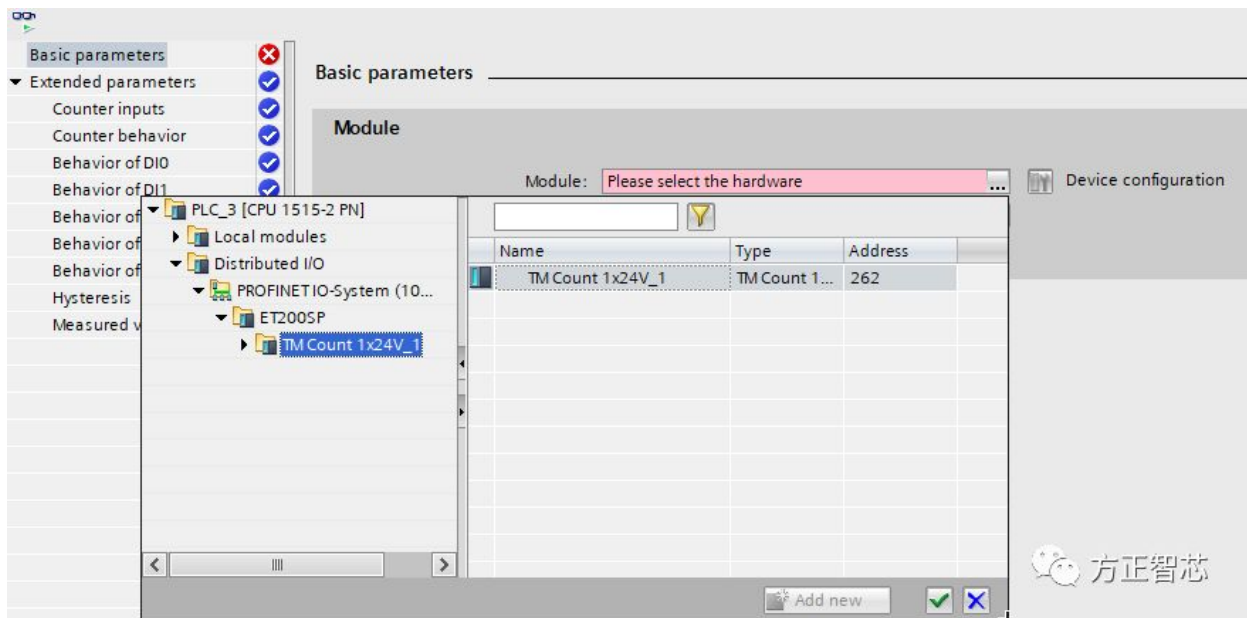 Basic parameters
Extended parameters
Counter inputs
Counter behavior
Behavior of DI0
Behavior of DI1
Behavior of
Behavior of
Behavior of
Hysteresis
Measured v
Basic parameters
Module
Module:
Please select the hardware
...
Device configuration
PLC_3 [CPU 1515-2 PN]
Local modules
Distributed I/O
PROFINET IO-System (10...
ET200SP
TM Count 1x24V_1
Name Type Address
TM Count 1x24V_1 TM Count 1... 262
Add new
方正智芯